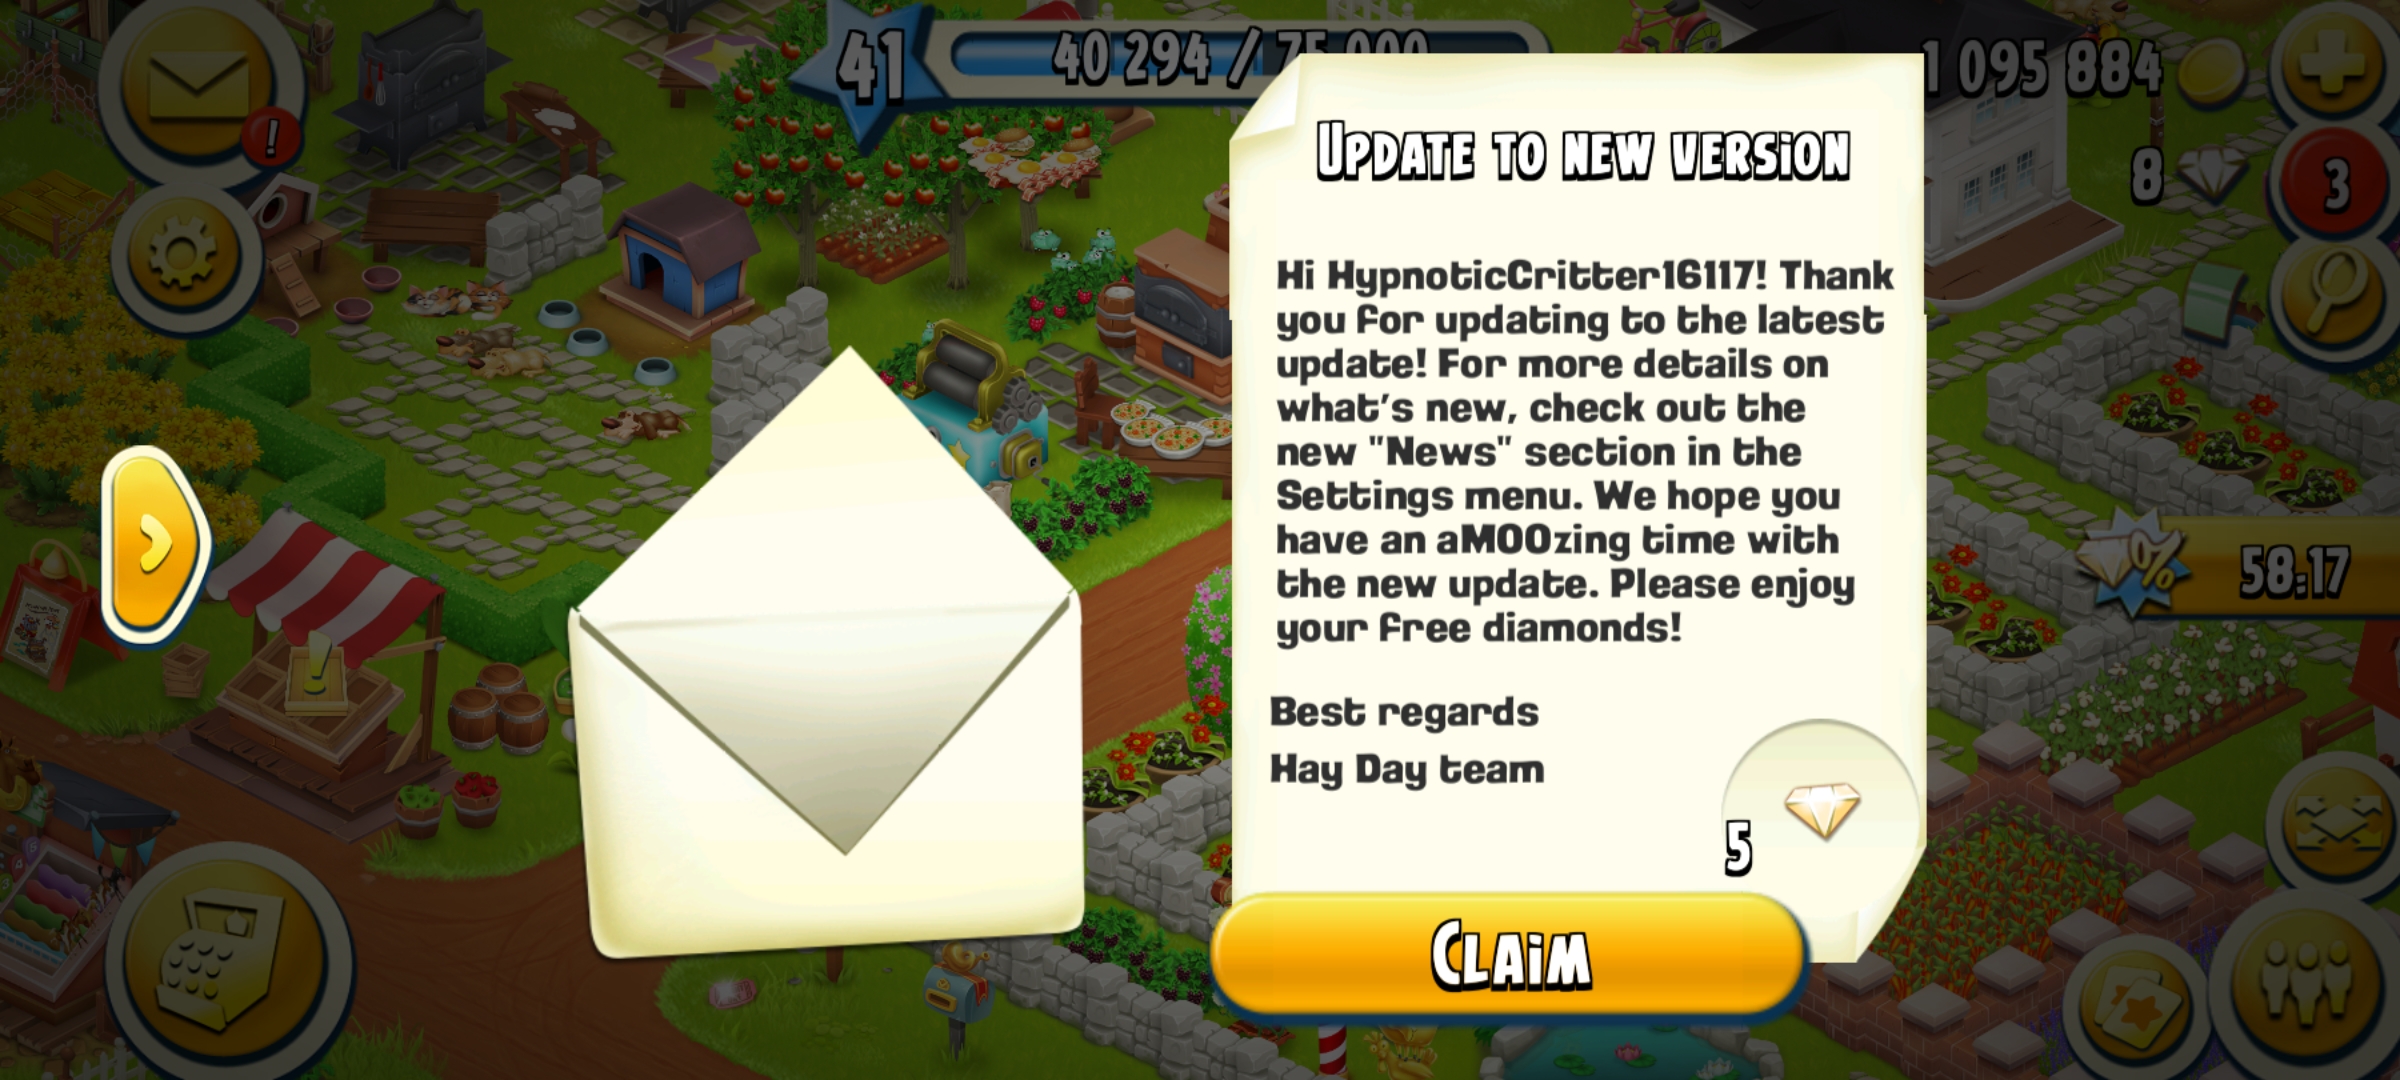 41
40 294 / 75 000
1 095 884
8
3
!
UPDATE TO NEW VERSION
Hi HypnoticCritter16117! Thank
you for updating to the latest
update! For more details on
what's new, check out the
new "News" section in the
Settings menu. We hope you
have an aMOOzing time with
the new update. Please enjoy
your free diamonds!
Best regards
Hay Day team
5
CLAIM
%
58:17